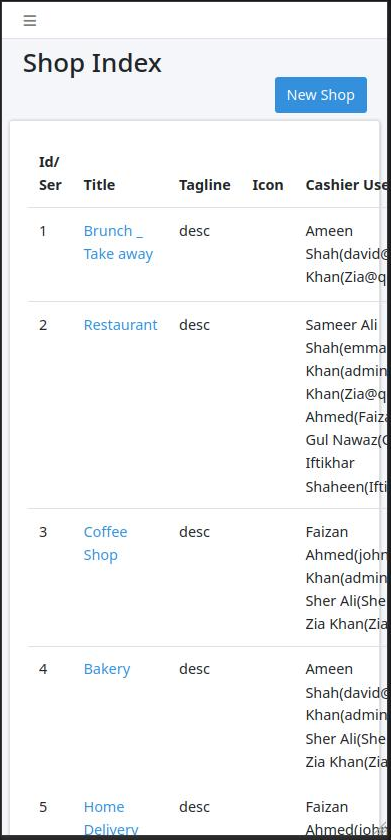 Shop Index
New Shop
Id/
Ser Title Tagline Icon Cashier Use
1 Brunch _ desc Ameen
Take away Shah(david@
Khan(Zia@q
2 Restaurant desc Sameer Ali
Shah(emma
Khan(admin
Khan(Zia@q
Ahmed(Faiza
Gul Nawaz(G
Iftikhar
Shaheen(Ifti
3 Coffee desc Faizan
Shop Ahmed(john
Khan(admin
Sher Ali(She
Zia Khan(Zia
4 Bakery desc Ameen
Shah(david@
Khan(admin
Sher Ali(She
Zia Khan(Zia
5 Home desc Faizan
Delivery Ahmed(john